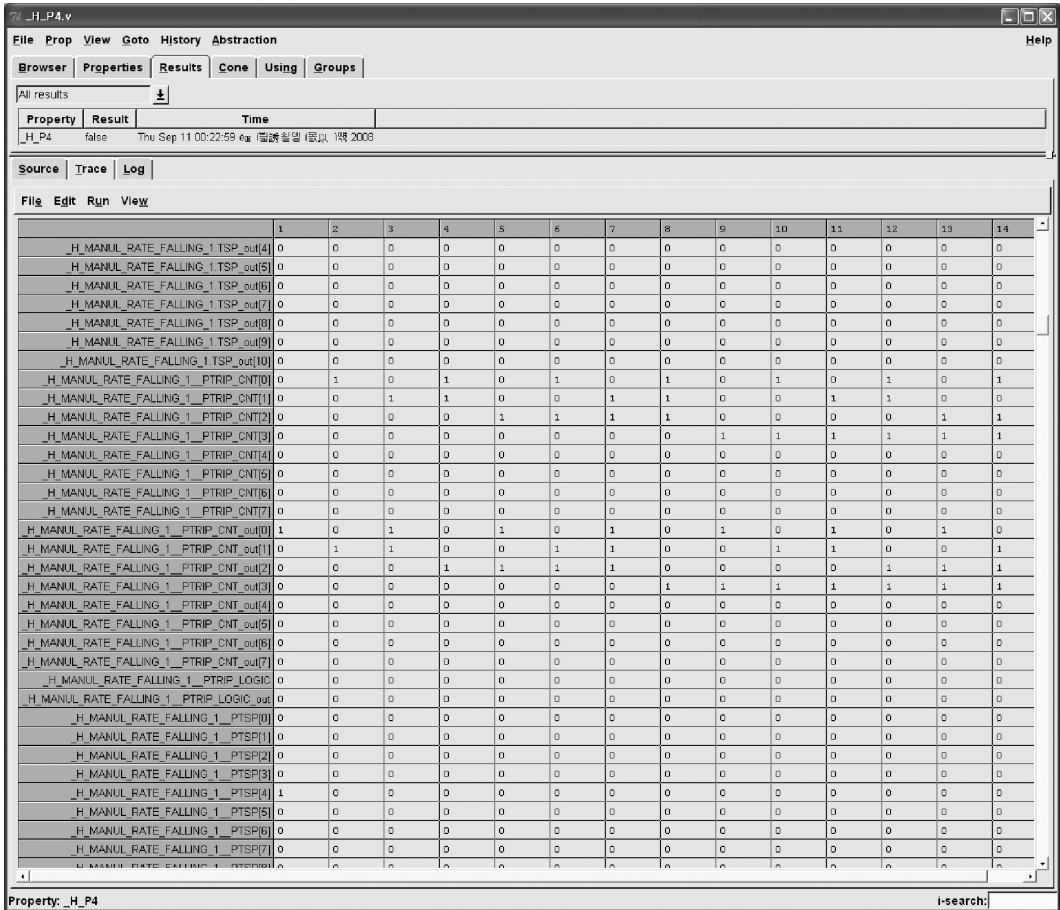 _H_P4.v
File Prop View Goto History Abstraction Help
Browser Properties Results Cone Using Groups
All results
Property Result Time
_H_P4 false Thu Sep 11 00:22:59 2008
Source Trace Log
File Edit Run View
1 2 3 4 5 6 7 8 9 10 11 12 13 14
_H_MANUL_RATE_FALLING_1.TSP_out[4] 0 0 0 0 0 0 0 0 0 0 0 0 0 0
_H_MANUL_RATE_FALLING_1.TSP_out[5] 0 0 0 0 0 0 0 0 0 0 0 0 0 0
_H_MANUL_RATE_FALLING_1.TSP_out[6] 0 0 0 0 0 0 0 0 0 0 0 0 0 0
_H_MANUL_RATE_FALLING_1.TSP_out[7] 0 0 0 0 0 0 0 0 0 0 0 0 0 0
_H_MANUL_RATE_FALLING_1.TSP_out[8] 0 0 0 0 0 0 0 0 0 0 0 0 0 0
_H_MANUL_RATE_FALLING_1.TSP_out[9] 0 0 0 0 0 0 0 0 0 0 0 0 0 0
_H_MANUL_RATE_FALLING_1.TSP_out[10] 0 0 0 0 0 0 0 0 0 0 0 0 0 0
_H_MANUL_RATE_FALLING_1__PTRIP_CNT[0] 0 1 0 1 0 1 0 1 0 1 0 1 0 1
_H_MANUL_RATE_FALLING_1__PTRIP_CNT[1] 0 0 1 1 0 0 1 1 0 0 1 1 0 0
_H_MANUL_RATE_FALLING_1__PTRIP_CNT[2] 0 0 0 0 1 1 1 1 0 0 0 0 1 1
_H_MANUL_RATE_FALLING_1__PTRIP_CNT[3] 0 0 0 0 0 0 0 0 1 1 1 1 1 1
_H_MANUL_RATE_FALLING_1__PTRIP_CNT[4] 0 0 0 0 0 0 0 0 0 0 0 0 0 0
_H_MANUL_RATE_FALLING_1__PTRIP_CNT[5] 0 0 0 0 0 0 0 0 0 0 0 0 0 0
_H_MANUL_RATE_FALLING_1__PTRIP_CNT[6] 0 0 0 0 0 0 0 0 0 0 0 0 0 0
_H_MANUL_RATE_FALLING_1__PTRIP_CNT[7] 0 0 0 0 0 0 0 0 0 0 0 0 0 0
_H_MANUL_RATE_FALLING_1__PTRIP_CNT_out[0] 1 0 1 0 1 0 1 0 1 0 1 0 1 0
_H_MANUL_RATE_FALLING_1__PTRIP_CNT_out[1] 0 1 1 0 0 1 1 0 0 1 1 0 0 1
_H_MANUL_RATE_FALLING_1__PTRIP_CNT_out[2] 0 0 0 1 1 1 1 0 0 0 0 1 1 1
_H_MANUL_RATE_FALLING_1__PTRIP_CNT_out[3] 0 0 0 0 0 0 0 1 1 1 1 1 1 1
_H_MANUL_RATE_FALLING_1__PTRIP_CNT_out[4] 0 0 0 0 0 0 0 0 0 0 0 0 0 0
_H_MANUL_RATE_FALLING_1__PTRIP_CNT_out[5] 0 0 0 0 0 0 0 0 0 0 0 0 0 0
_H_MANUL_RATE_FALLING_1__PTRIP_CNT_out[6] 0 0 0 0 0 0 0 0 0 0 0 0 0 0
_H_MANUL_RATE_FALLING_1__PTRIP_CNT_out[7] 0 0 0 0 0 0 0 0 0 0 0 0 0 0
_H_MANUL_RATE_FALLING_1__PTRIP_LOGIC 0 0 0 0 0 0 0 0 0 0 0 0 0 0
_H_MANUL_RATE_FALLING_1__PTRIP_LOGIC_out 0 0 0 0 0 0 0 0 0 0 0 0 0 0
_H_MANUL_RATE_FALLING_1__PTSP[0] 0 0 0 0 0 0 0 0 0 0 0 0 0 0
_H_MANUL_RATE_FALLING_1__PTSP[1] 0 0 0 0 0 0 0 0 0 0 0 0 0 0
_H_MANUL_RATE_FALLING_1__PTSP[2] 0 0 0 0 0 0 0 0 0 0 0 0 0 0
_H_MANUL_RATE_FALLING_1__PTSP[3] 0 0 0 0 0 0 0 0 0 0 0 0 0 0
_H_MANUL_RATE_FALLING_1__PTSP[4] 1 0 0 0 0 0 0 0 0 0 0 0 0 0
_H_MANUL_RATE_FALLING_1__PTSP[5] 0 0 0 0 0 0 0 0 0 0 0 0 0 0
_H_MANUL_RATE_FALLING_1__PTSP[6] 0 0 0 0 0 0 0 0 0 0 0 0 0 0
_H_MANUL_RATE_FALLING_1__PTSP[7] 0 0 0 0 0 0 0 0 0 0 0 0 0 0
Property: _H_P4 i-search: